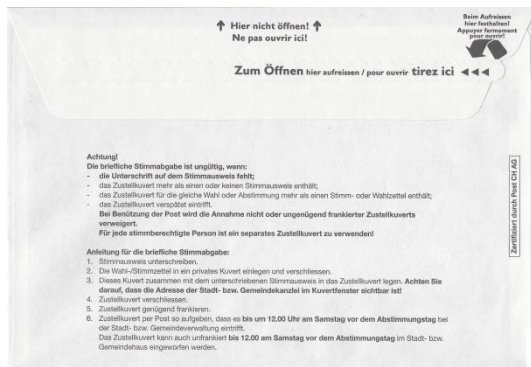 Beim Aufreissen
hier festhalten!
Appuyer fermement
pour ouvrir!
↑ Hier nicht öffnen! ↑
Ne pas ouvrir ici!
Zum Öffnen hier aufreissen / pour ouvrir tirez ici
Achtung!
Die briefliche Stimmabgabe ist ungültig, wenn:
- die Unterschrift auf dem Stimmausweis fehlt;
- das Zustellkuvert mehr als einen oder keinen Stimmausweis enthält;
- das Zustellkuvert für die gleiche Wahl oder Abstimmung mehr als einen Stimm- oder Wahlzettel enthält;
- das Zustellkuvert verspätet eintrifft.
Bei Benützung der Post wird die Annahme nicht oder ungenügend frankierter Zustellkuverts
verweigert.
Für jede stimmberechtigte Person ist ein separates Zustellkuvert zu verwenden!
Anleitung für die briefliche Stimmabgabe:
1. Stimmausweis unterschreiben.
2. Die Wahl-/Stimmzettel in ein privates Kuvert einlegen und verschliessen.
3. Dieses Kuvert zusammen mit dem unterschriebenen Stimmausweis in das Zustellkuvert legen. Achten Sie
darauf, dass die Adresse der Stadt- bzw. Gemeindekanzlei im Kuvertfenster sichtbar ist!
4. Zustellkuvert verschliessen.
5. Zustellkuvert genügend frankieren.
6. Zustellkuvert per Post so aufgeben, dass es bis um 12.00 Uhr am Samstag vor dem Abstimmungstag bei
der Stadt- bzw. Gemeindeverwaltung eintrifft.
Das Zustellkuvert kann auch unfrankiert bis 12.00 am Samstag vor dem Abstimmungstag im Stadt- bzw.
Gemeindehaus eingeworfen werden.
Zertifiziert durch Post CH AG